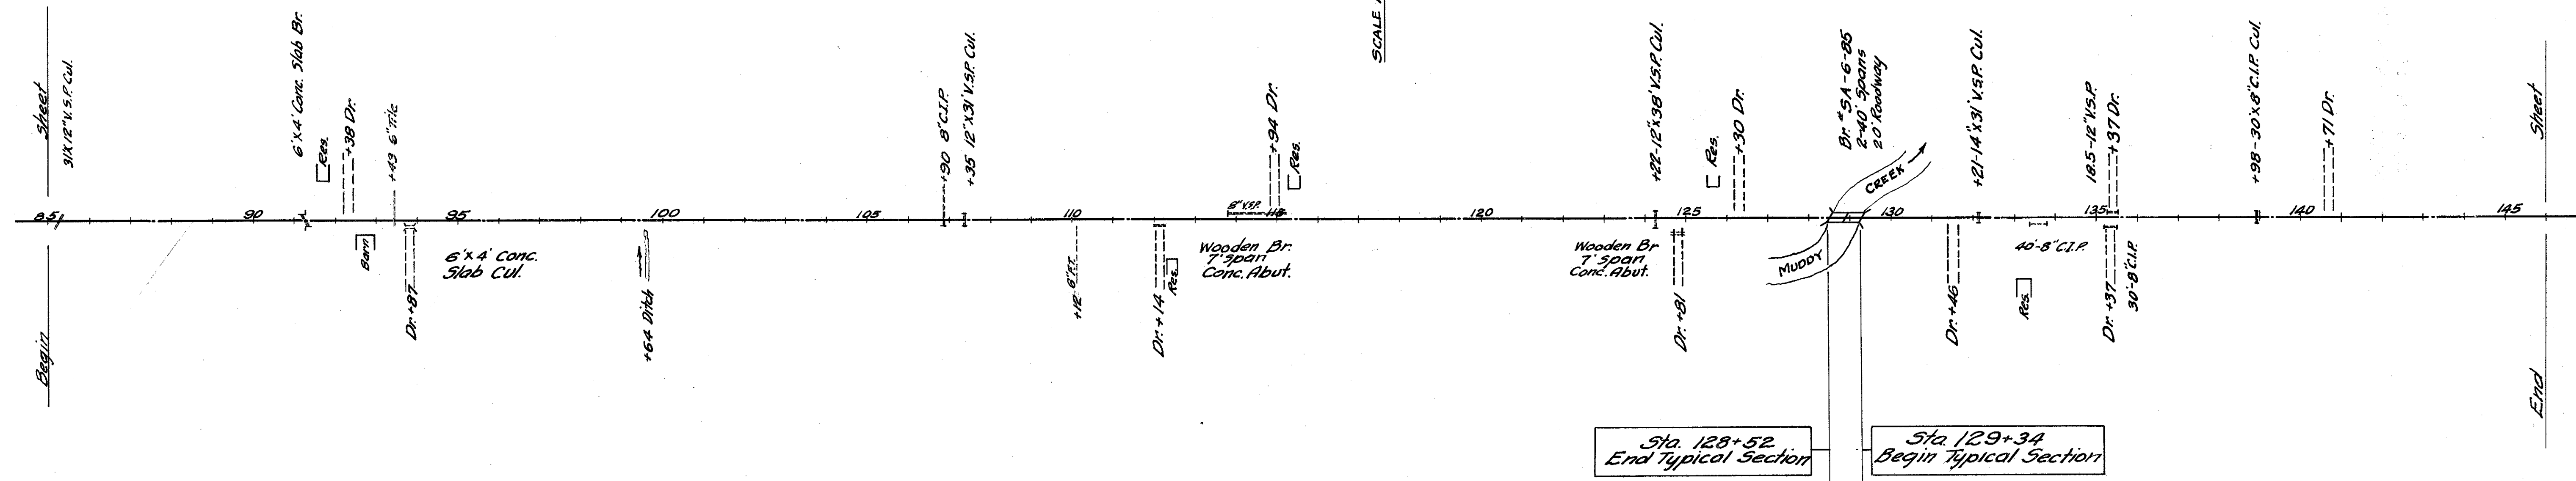 SCALE
Sheet
31'X12" V.S.P. Cul.
6'X4' Conc. Slab Br.
Res.
+38 Dr.
+43 6" Tile
+90 8" C.I.P.
+35 12"X31' V.S.P. Cul.
+94 Dr.
Res.
+22-12"X38' V.S.P. Cul.
Res.
+30 Dr.
Br. # SA-6-85
2-40' Spans
20' Roadway
CREEK
+21-14"X31' V.S.P. Cul.
18.5-12" V.S.P.
+37 Dr.
+98-30'X8" C.I.P. Cul.
+71 Dr.
Sheet
85
90
95
100
105
110
8" V.S.P.
115
120
125
130
135
140
145
Begin
Barn
Dr. +87
6'X4' Conc.
Slab Cul.
+64 Ditch
+12 6" F.T.
Dr. +14
Res.
Wooden Br.
7' span
Conc. Abut.
Wooden Br
7' span
Conc. Abut.
Dr. +81
MUDDY
Dr. +46
40'-8" C.I.P.
Res.
Dr. +37
30'-8" C.I.P.
End
Sta. 128+52
End Typical Section
Sta. 129+34
Begin Typical Section